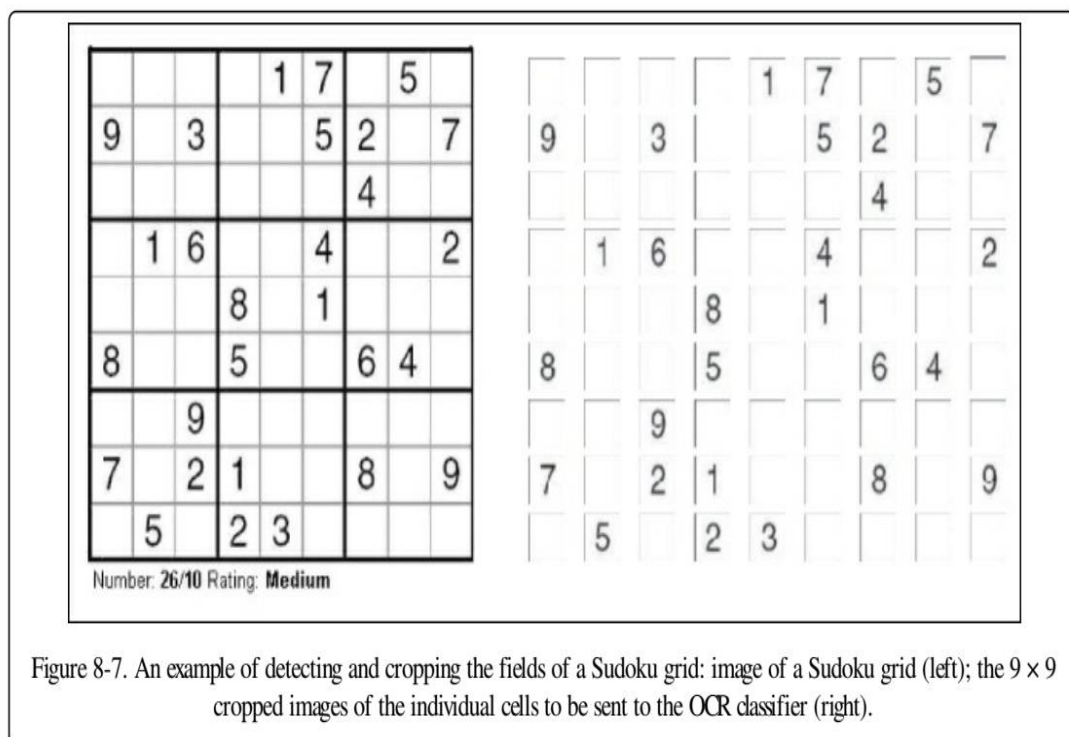 1 7 5 1 7 5
9 3 5 2 7 9 3 5 2 7
4 4
1 6 4 2 1 6 4 2
8 1 8 1
8 5 6 4 8 5 6 4
9 9
7 2 1 8 9 7 2 1 8 9
5 2 3 5 2 3
Number: 26/10 Rating: Medium
Figure 8-7. An example of detecting and cropping the fields of a Sudoku grid: image of a Sudoku grid (left); the 9 × 9
cropped images of the individual cells to be sent to the OCR classifier (right).